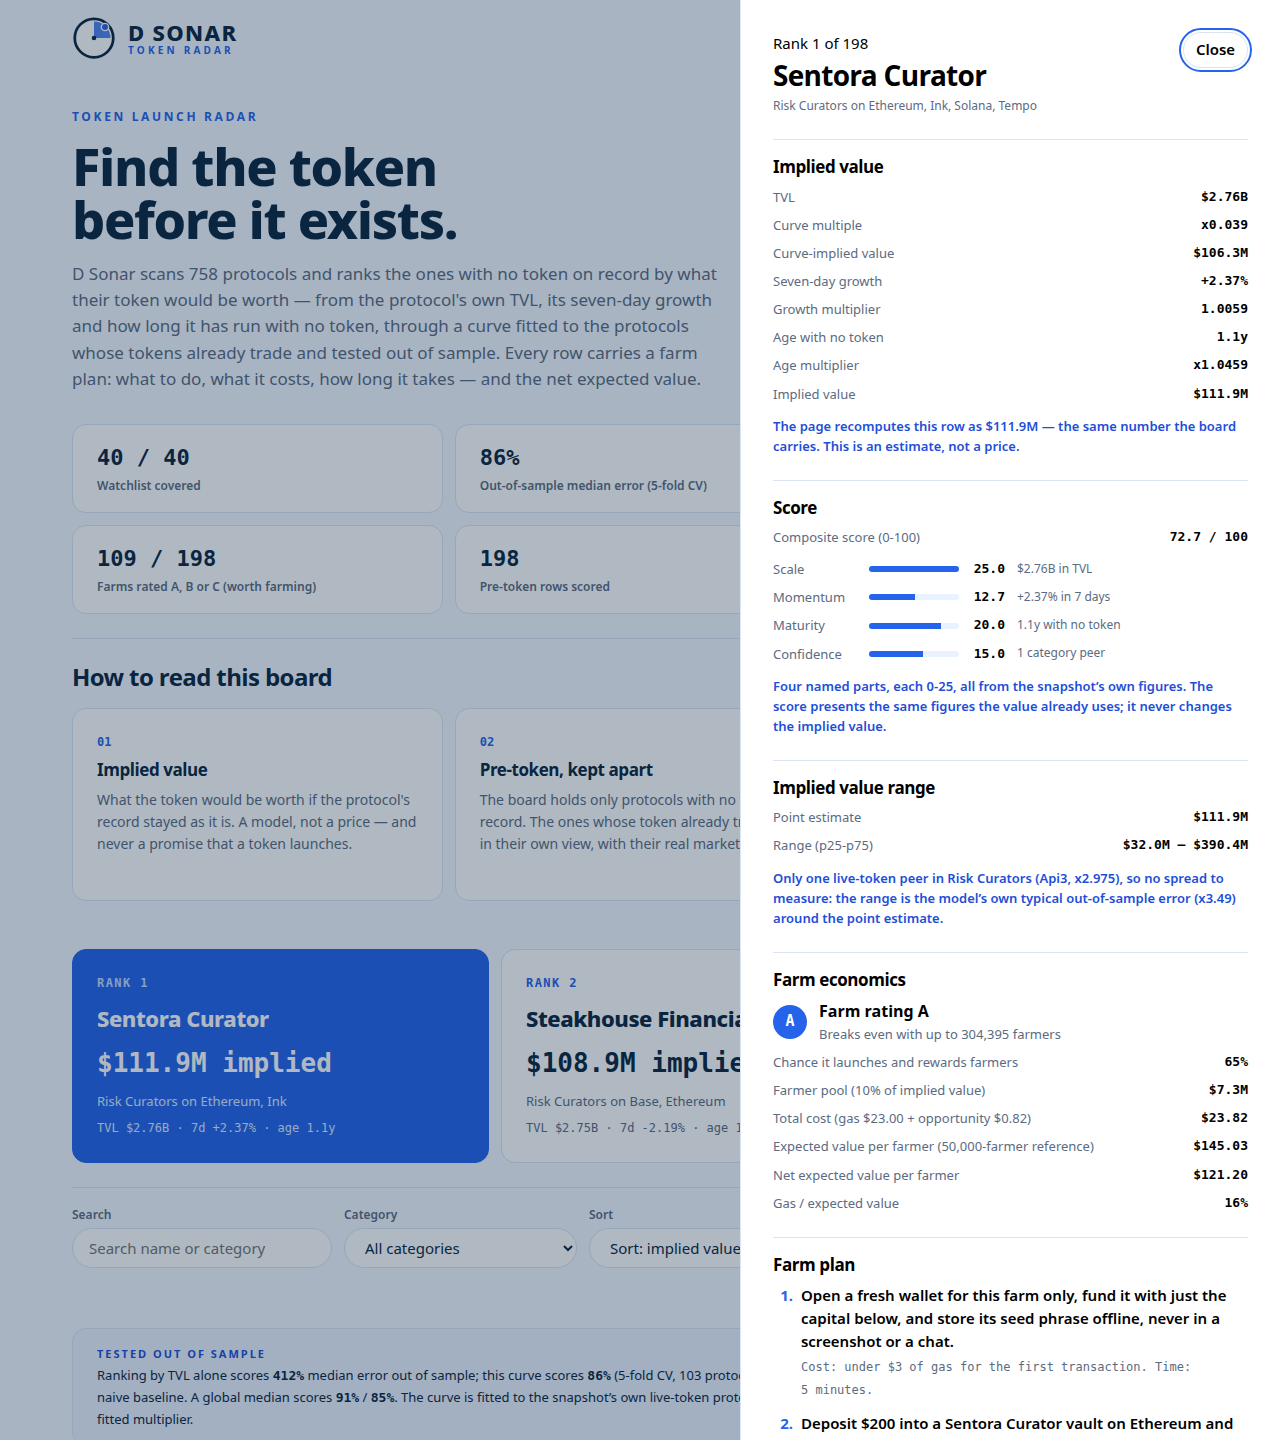 D SONAR
TOKEN RADAR
TOKEN LAUNCH RADAR
Find the token
before it exists.
D Sonar scans 758 protocols and ranks the ones with no token on record by what
their token would be worth — from the protocol's own TVL, its seven-day growth
and how long it has run with no token, through a curve fitted to the protocols
whose tokens already trade and tested out of sample. Every row carries a farm
plan: what to do, what it costs, how long it takes — and the net expected value.
40 / 40
Watchlist covered
86%
Out-of-sample median error (5-fold CV)
109 / 198
Farms rated A, B or C (worth farming)
198
Pre-token rows scored
How to read this board
01
Implied value
What the token would be worth if the protocol's
record stayed as it is. A model, not a price — and
never a promise that a token launches.
02
Pre-token, kept apart
The board holds only protocols with no
record. The ones whose token already
in their own view, with their real market
RANK 1
Sentora Curator
$111.9M implied
Risk Curators on Ethereum, Ink
TVL $2.76B · 7d +2.37% · age 1.1y
RANK 2
Steakhouse
$108.9M
Risk Curators on Base, Ethereum
TVL $2.75B · 7d -2.19% · age
Search
Search name or category
Category
All categories
Sort
Sort: implied value
TESTED OUT OF SAMPLE
Ranking by TVL alone scores 412% median error out of sample; this curve scores 86% (5-fold CV, 103
naive baseline. A global median scores 91% / 85%. The curve is fitted to the snapshot's own live-token
fitted multiplier.
Rank 1 of 198
Close
Sentora Curator
Risk Curators on Ethereum, Ink, Solana, Tempo
Implied value
TVL $2.76B
Curve multiple x0.039
Curve-implied value $106.3M
Seven-day growth +2.37%
Growth multiplier 1.0059
Age with no token 1.1y
Age multiplier x1.0459
Implied value $111.9M
The page recomputes this row as $111.9M — the same number the board
carries. This is an estimate, not a price.
Score
Composite score (0-100) 72.7 / 100
Scale 25.0 $2.76B in TVL
Momentum 12.7 +2.37% in 7 days
Maturity 20.0 1.1y with no token
Confidence 15.0 1 category peer
Four named parts, each 0-25, all from the snapshot's own figures. The
score presents the same figures the value already uses; it never changes
the implied value.
Implied value range
Point estimate $111.9M
Range (p25-p75) $32.0M — $390.4M
Only one live-token peer in Risk Curators (Api3, x2.975), so no spread to
measure: the range is the model's own typical out-of-sample error (x3.49)
around the point estimate.
Farm economics
A
Farm rating A
Breaks even with up to 304,395 farmers
Chance it launches and rewards farmers 65%
Farmer pool (10% of implied value) $7.3M
Total cost (gas $23.00 + opportunity $0.82) $23.82
Expected value per farmer (50,000-farmer reference) $145.03
Net expected value per farmer $121.20
Gas / expected value 16%
Farm plan
1. Open a fresh wallet for this farm only, fund it with just the
capital below, and store its seed phrase offline, never in a
screenshot or a chat.
Cost: under $3 of gas for the first transaction. Time:
5 minutes.
2. Deposit $200 into a Sentora Curator vault on Ethereum and